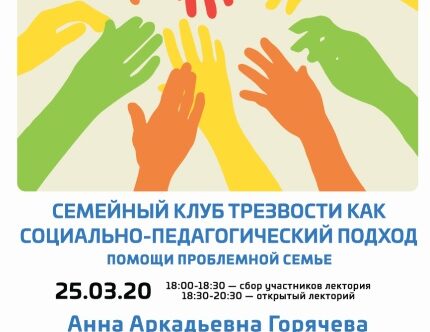 СЕМЕЙНЫЙ КЛУБ ТРЕЗВОСТИ КАК
СОЦИАЛЬНО-ПЕДАГОГИЧЕСКИЙ ПОДХОД
ПОМОЩИ ПРОБЛЕМНОЙ СЕМЬЕ
25.03.20
18:00-18:30 — сбор участников лектория
18:30-20:30 — открытый лекторий
Анна Аркадьевна Горячева